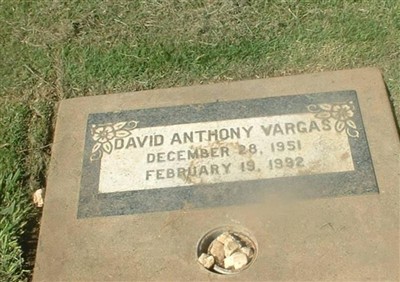 DAVID ANTHONY VARGAS
DECEMBER 28. 1951
FEBRUARY 19. 1992